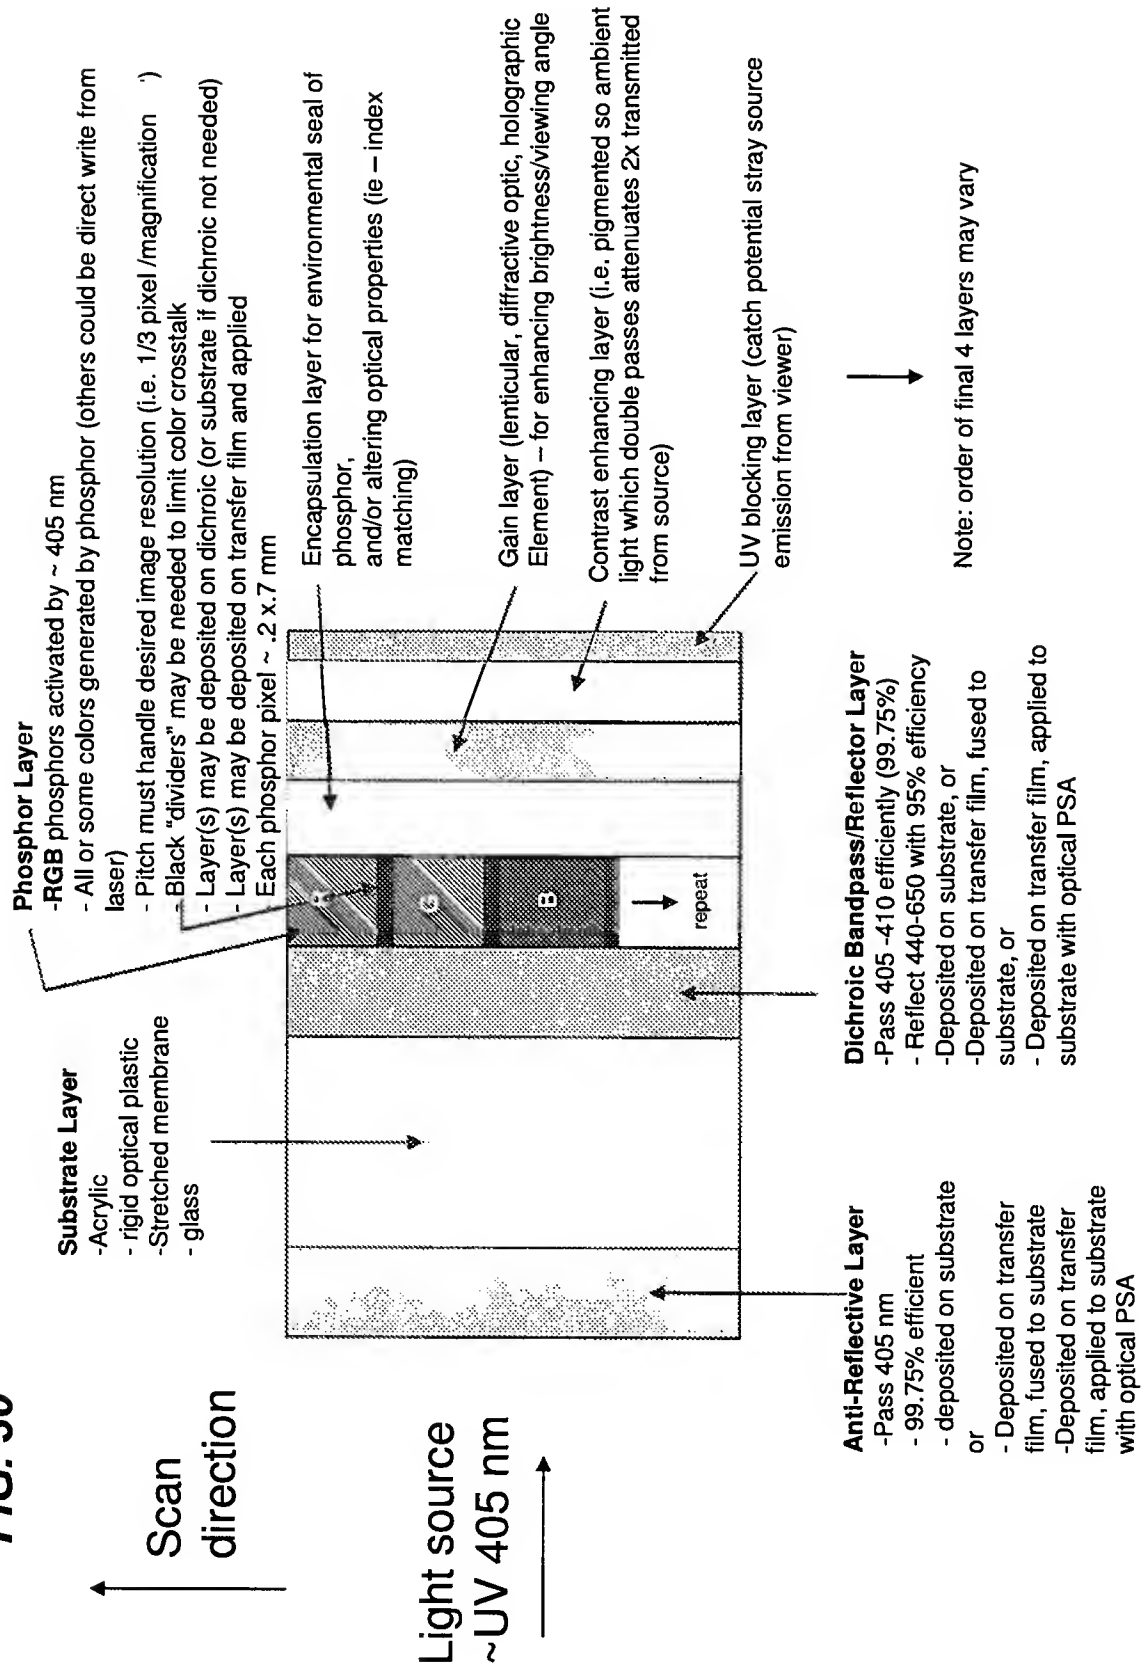 Scan
direction
Light source
~UV 405 nm
Substrate Layer
-Acrylic
- rigid optical plastic
-Stretched membrane
- glass
Phosphor Layer
-RGB phosphors activated by ~ 405 nm
- All or some colors generated by phosphor (others could be direct write from
laser)
- Pitch must handle desired image resolution (i.e. 1/3 pixel /magnification )
- Black "dividers" may be needed to limit color crosstalk
- Layer(s) may be deposited on dichroic (or substrate if dichroic not needed)
- Layer(s) may be deposited on transfer film and applied
- Each phosphor pixel ~ .2 x.7 mm
G
B
repeat
Encapsulation layer for environmental seal of
phosphor,
and/or altering optical properties (ie – index
matching)
Gain layer (lenticular, diffractive optic, holographic
Element) – for enhancing brightness/viewing angle
Contrast enhancing layer (i.e. pigmented so ambient
light which double passes attenuates 2x transmitted
from source)
UV blocking layer (catch potential stray source
emission from viewer)
Note: order of final 4 layers may vary
Anti-Reflective Layer
-Pass 405 nm
- 99.75% efficient
- deposited on substrate
or
- Deposited on transfer
film, fused to substrate
-Deposited on transfer
film, applied to substrate
with optical PSA
Dichroic Bandpass/Reflector Layer
-Pass 405 -410 efficiently (99.75%)
- Reflect 440-650 with 95% efficiency
-Deposited on substrate, or
-Deposited on transfer film, fused to
substrate, or
- Deposited on transfer film, applied to
substrate with optical PSA